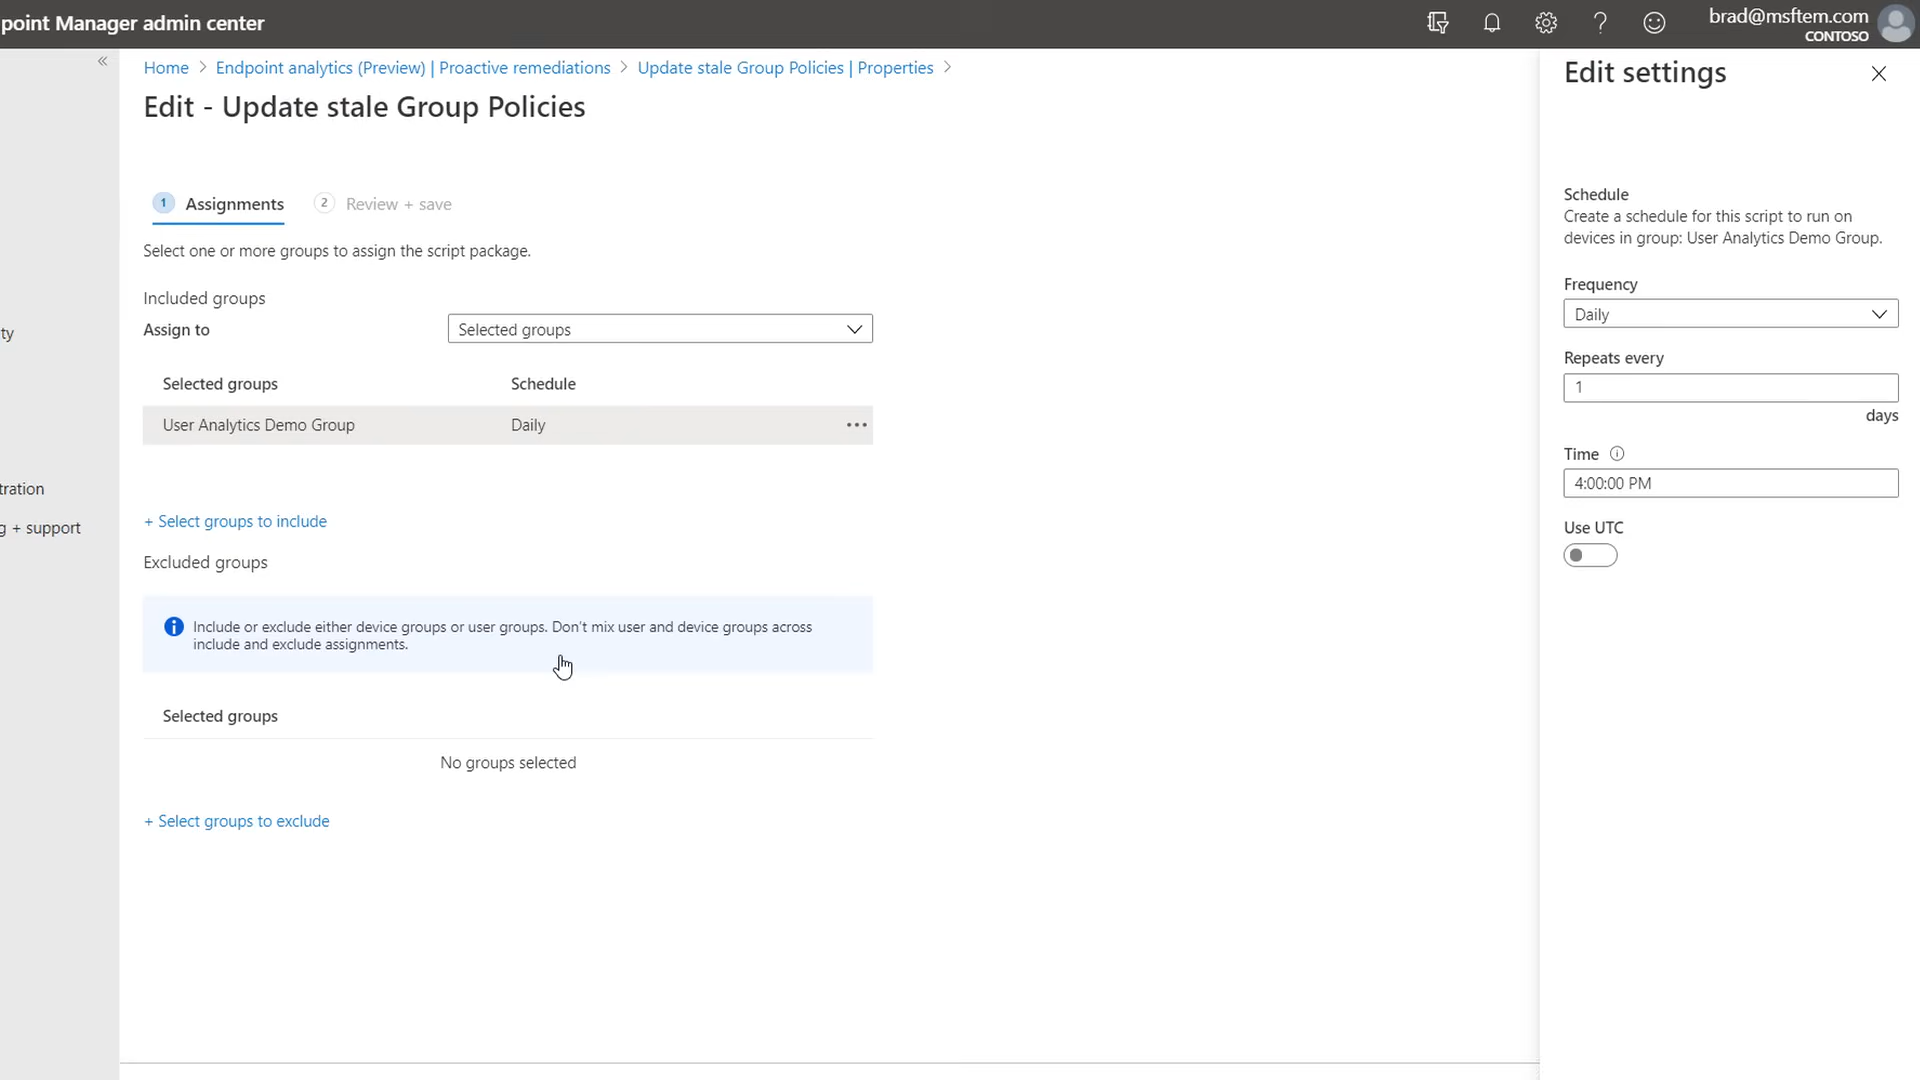 point Manager admin center
brad@msftem.com
CONTOSO
Home > Endpoint analytics (Preview) | Proactive remediations > Update stale Group Policies | Properties >
Edit - Update stale Group Policies
1 Assignments
2 Review + save
Select one or more groups to assign the script package.
Included groups
Assign to
Selected groups
Selected groups
Schedule
User Analytics Demo Group
Daily
+ Select groups to include
Excluded groups
Include or exclude either device groups or user groups. Don't mix user and device groups across
include and exclude assignments.
Selected groups
No groups selected
+ Select groups to exclude
ty
tration
g + support
Edit settings
Schedule
Create a schedule for this script to run on
devices in group: User Analytics Demo Group.
Frequency
Daily
Repeats every
1
days
Time
4:00:00 PM
Use UTC